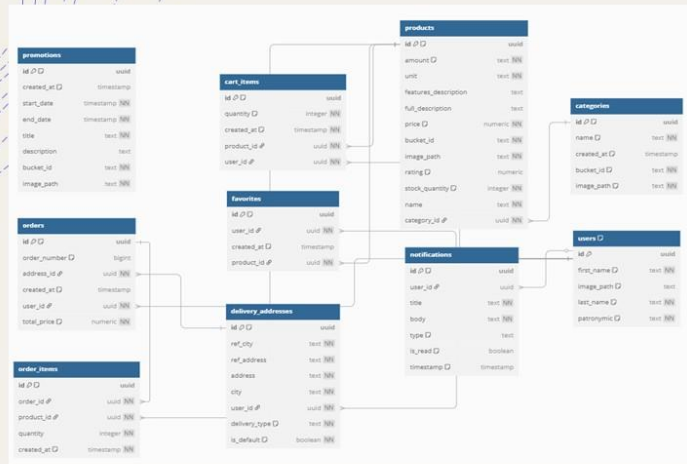 promotions
id uuid
created_at timestamp
start_date timestamp NN
end_date timestamp NN
title text NN
description text
bucket_id text NN
image_path text NN
orders
id uuid
order_number bigint
address_id uuid NN
created_at timestamp
user_id uuid NN
total_price numeric NN
order_items
id uuid
order_id uuid NN
product_id uuid NN
quantity integer NN
created_at timestamp NN
cart_items
id uuid
quantity integer NN
created_at timestamp NN
product_id uuid NN
user_id uuid NN
favorites
id uuid
user_id uuid NN
created_at timestamp
product_id uuid NN
delivery_addresses
id uuid
ref_city text NN
ref_address text NN
address text NN
city text NN
user_id uuid NN
delivery_type text NN
is_default boolean NN
products
id uuid
amount text NN
unit text NN
features_description text
full_description text
price numeric NN
bucket_id text NN
image_path text NN
rating numeric
stock_quantity integer NN
name text NN
category_id uuid NN
notifications
id uuid
user_id uuid NN
title text NN
body text NN
type text
is_read boolean
timestamp timestamp
categories
id uuid
name text NN
created_at timestamp
bucket_id text NN
image_path text NN
users
id uuid
first_name text NN
image_path text
last_name text NN
patronymic text NN